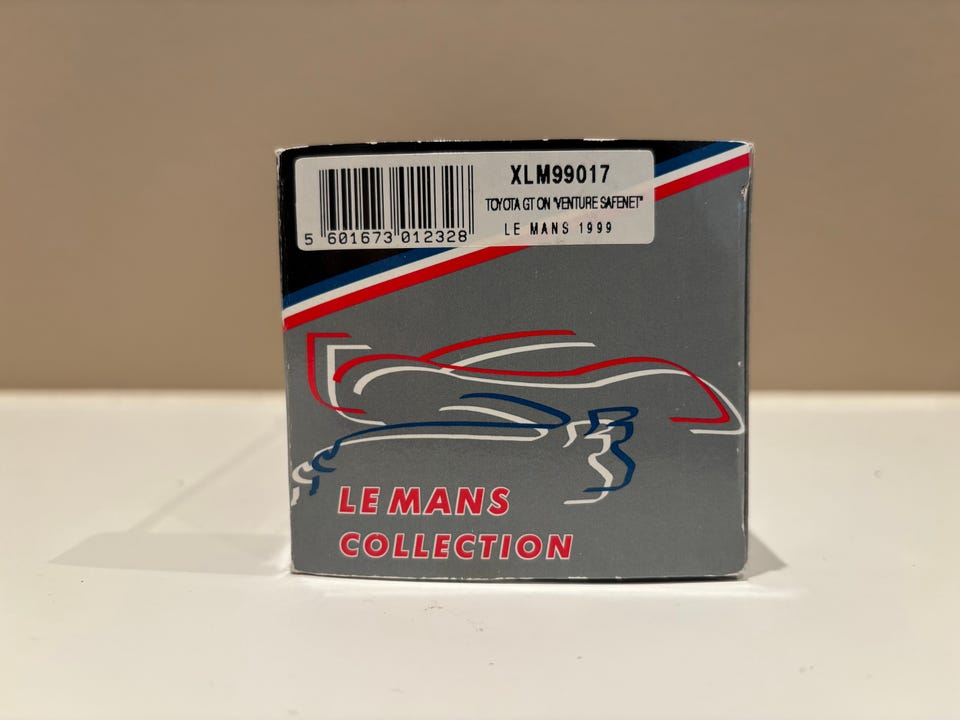 XLM99017
TOYOTA GT ON "VENTURE SAFENET"
LE MANS 1999
5 601673 012328
LE MANS
COLLECTION